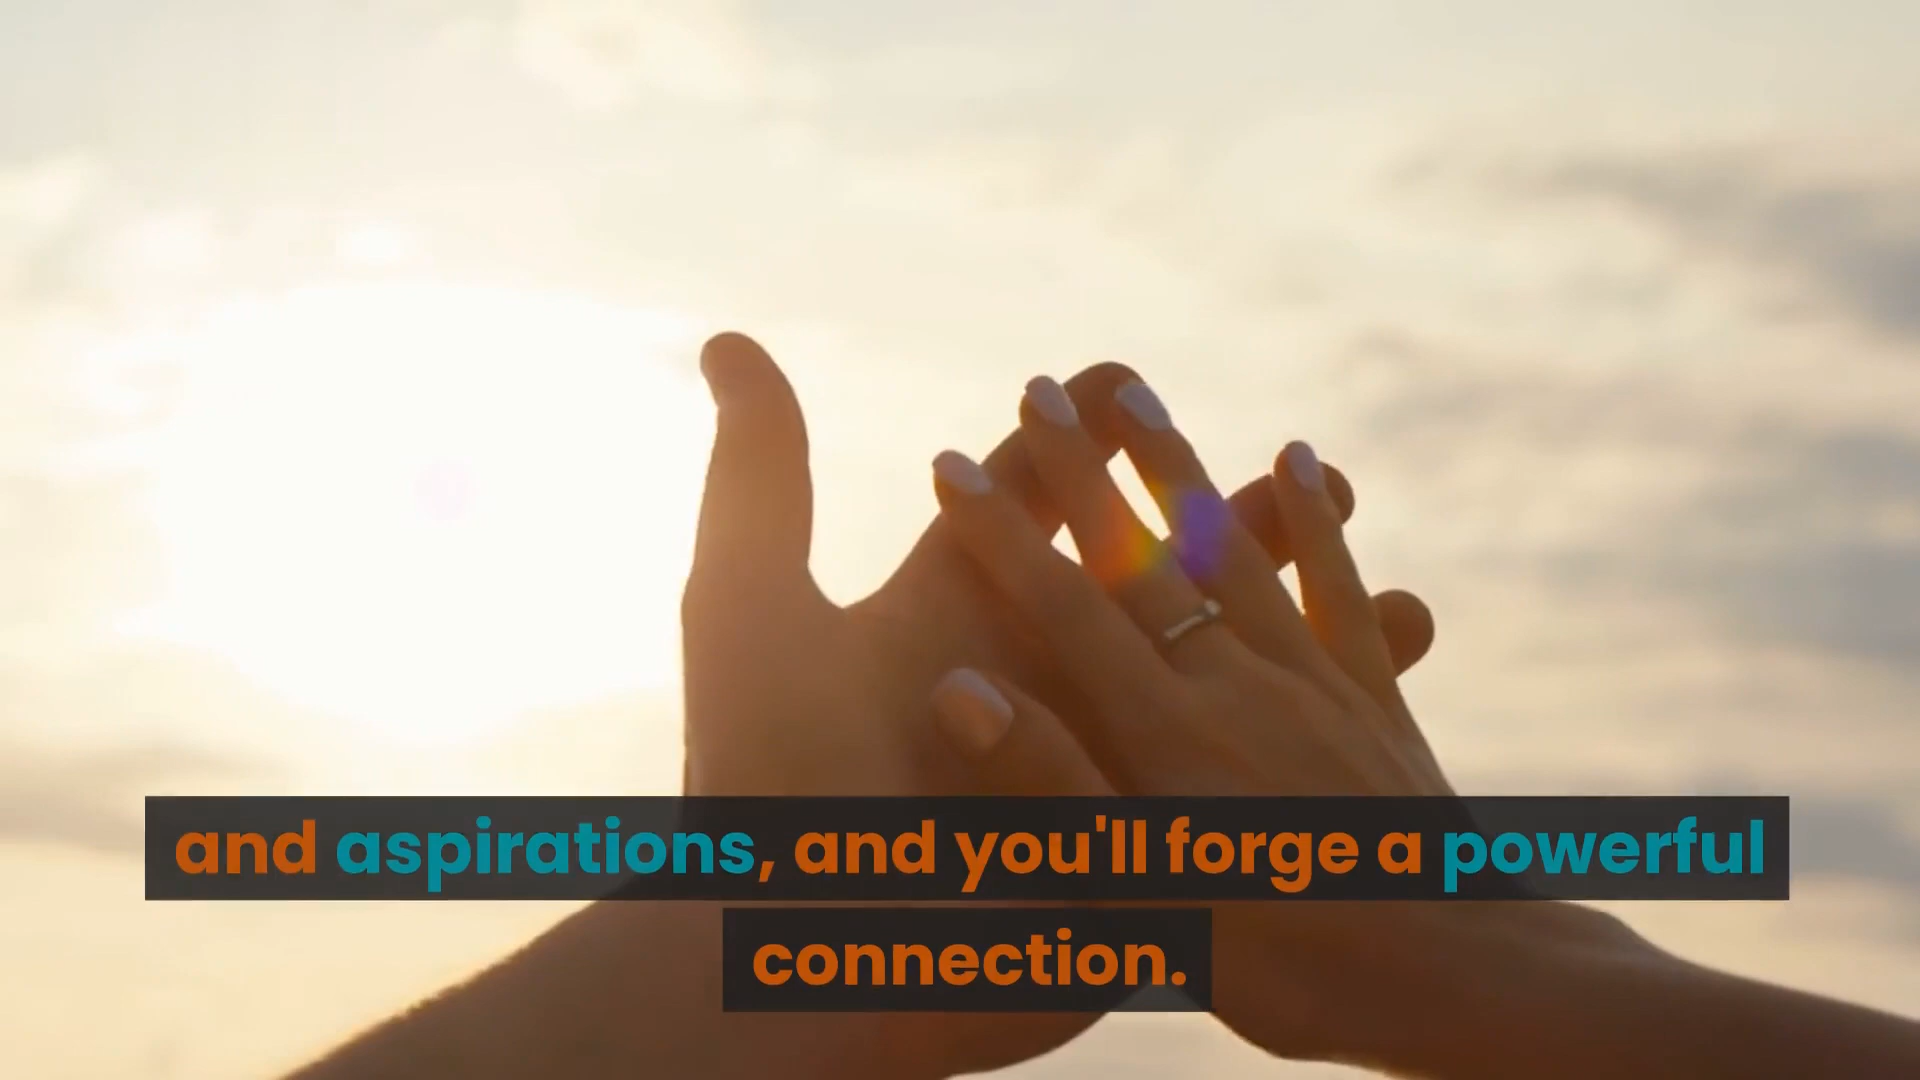 and aspirations, and you'll forge a powerful
connection.